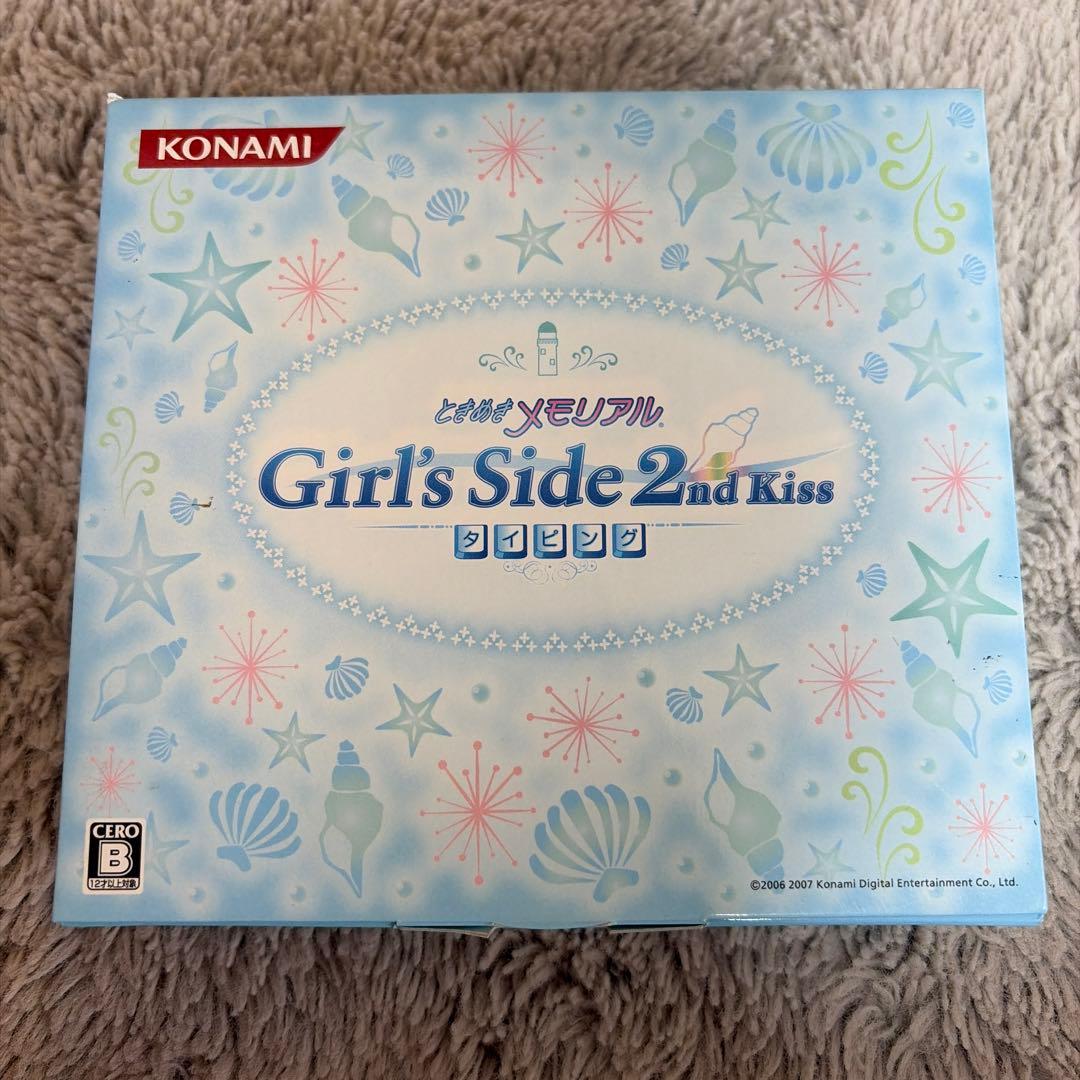 KONAMI
ときめきメモリアル®
Girl's Side 2nd Kiss
タイピング
CERO
B
12才以上対象
©2006 2007 Konami Digital Entertainment Co., Ltd.